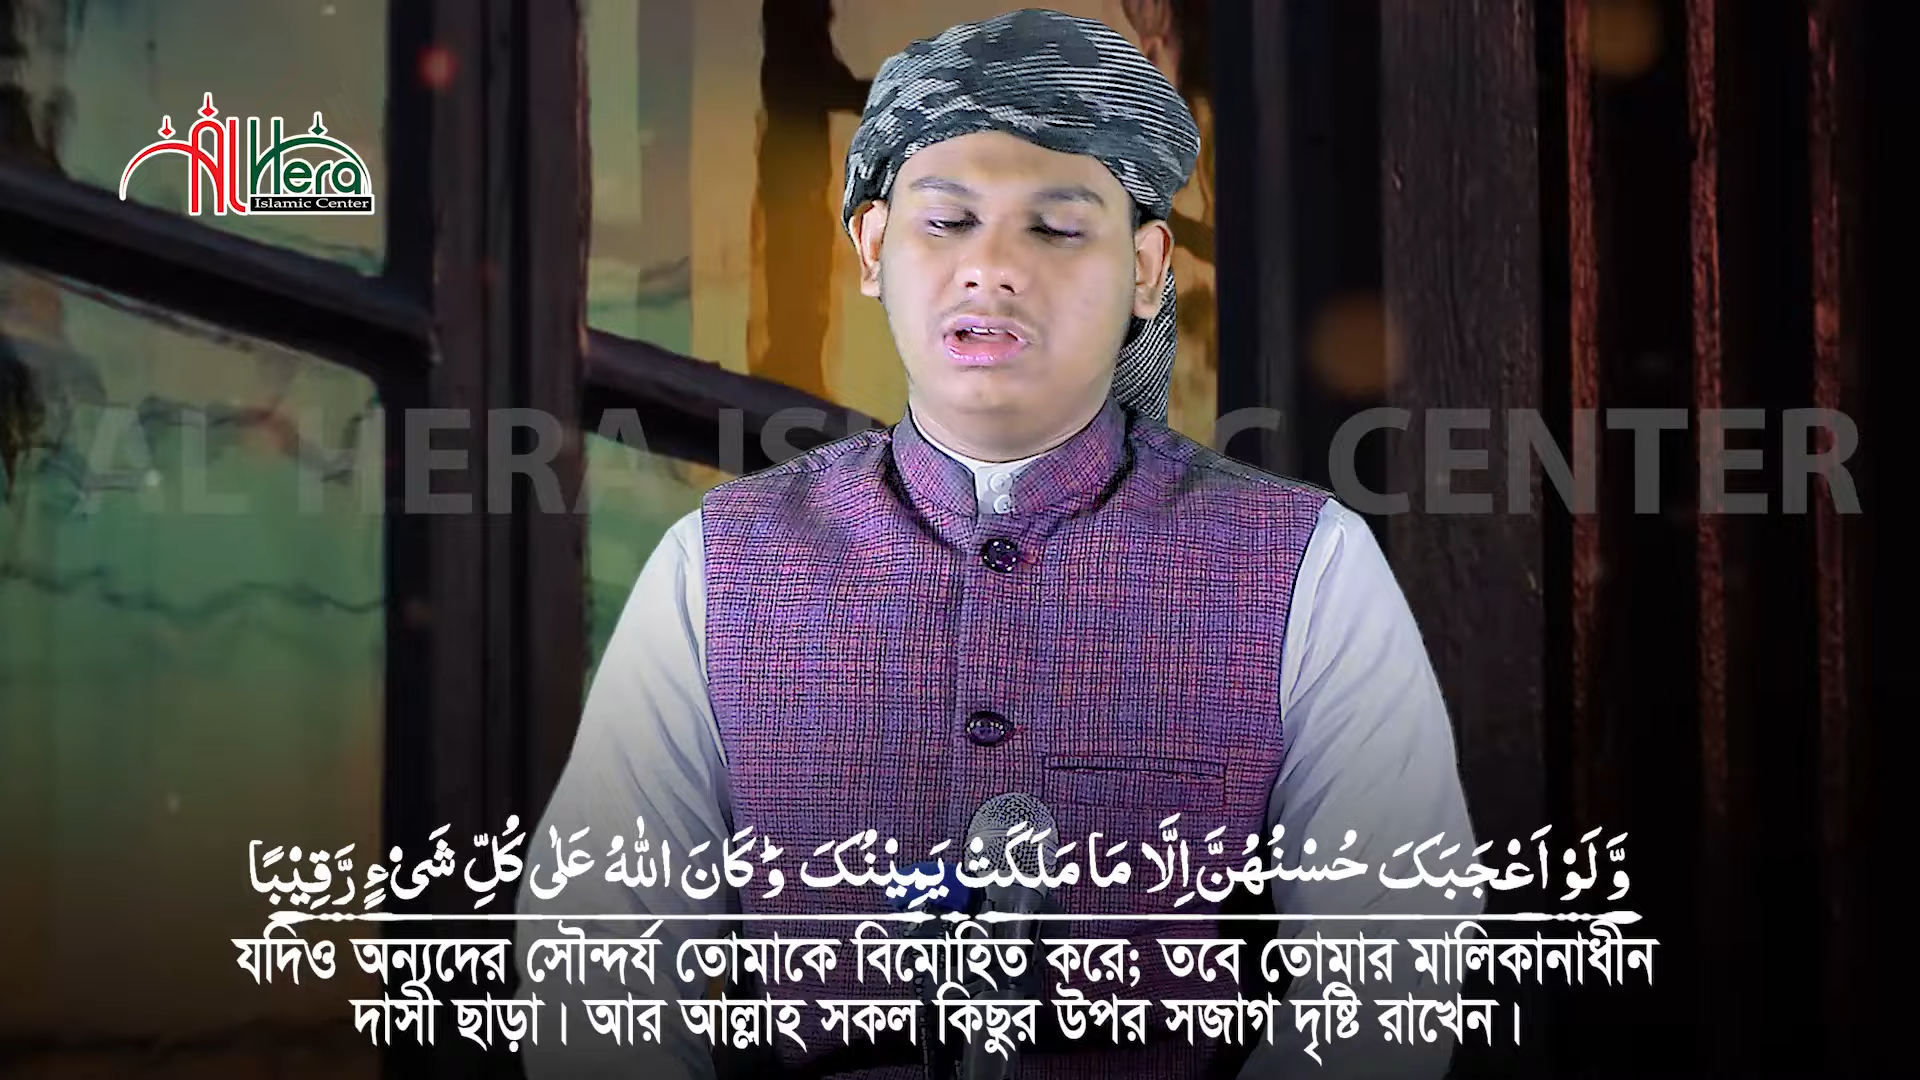 AL Hera
Islamic Center
AL HERA ISLAMIC CENTER
وَّلَوْ اَعْجَبَكَ حُسْنُهُنَّ اِلَّا مَا مَلَكَتْ يَمِيْنُكَ ؕ وَكَانَ اللّٰهُ عَلٰى كُلِّ شَىْءٍ رَّقِيْبًا
যদিও অন্যদের সৌন্দর্য তোমাকে বিমোহিত করে; তবে তোমার মালিকানাধীন
দাসী ছাড়া। আর আল্লাহ সকল কিছুর উপর সজাগ দৃষ্টি রাখেন।